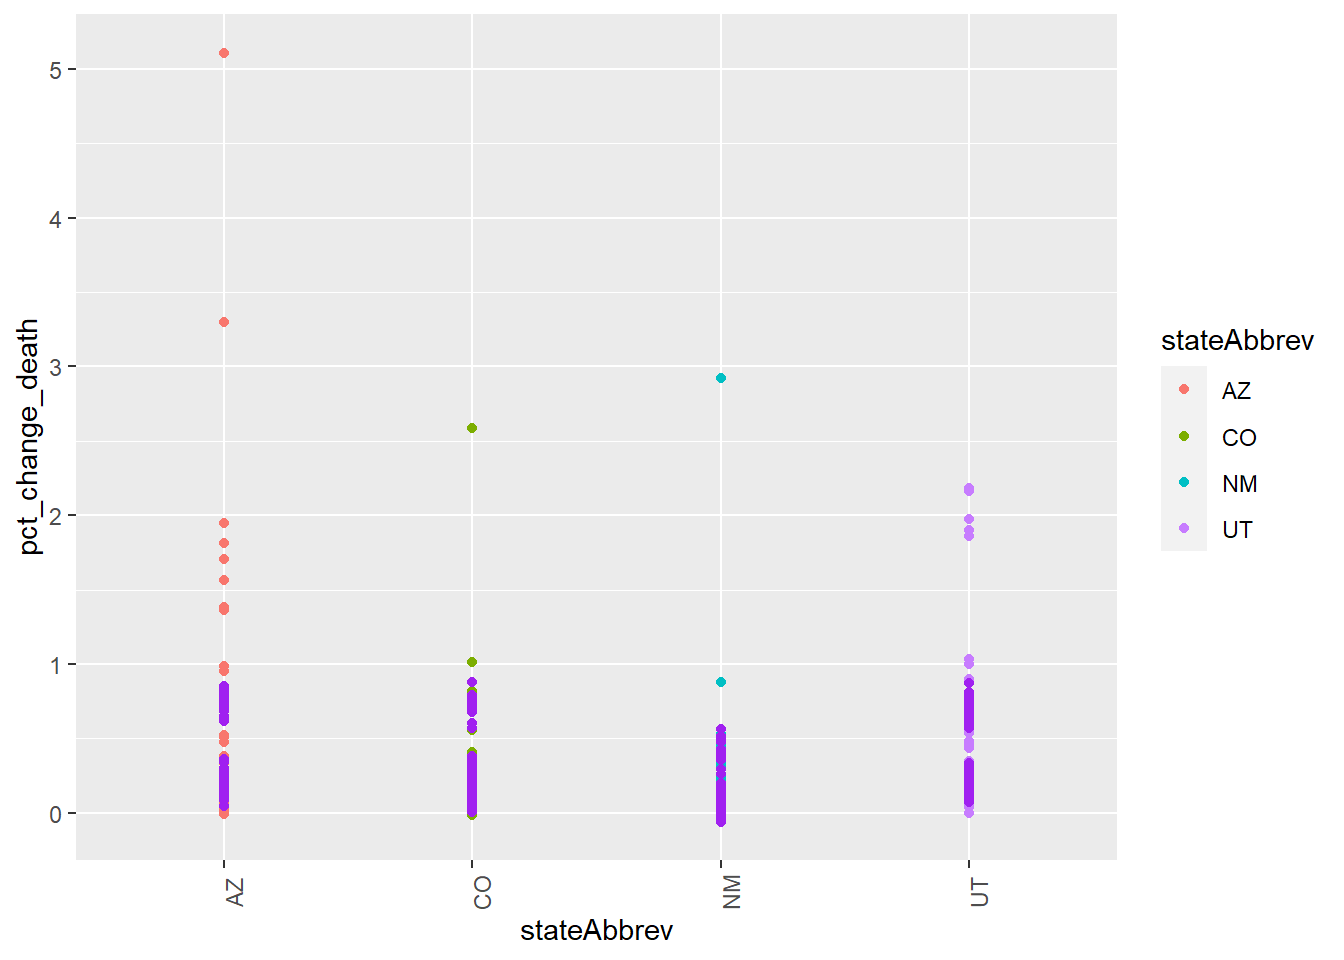 5
4
3
2
1
0
pct_change_death
AZ
CO
NM
UT
stateAbbrev
stateAbbrev
AZ
CO
NM
UT